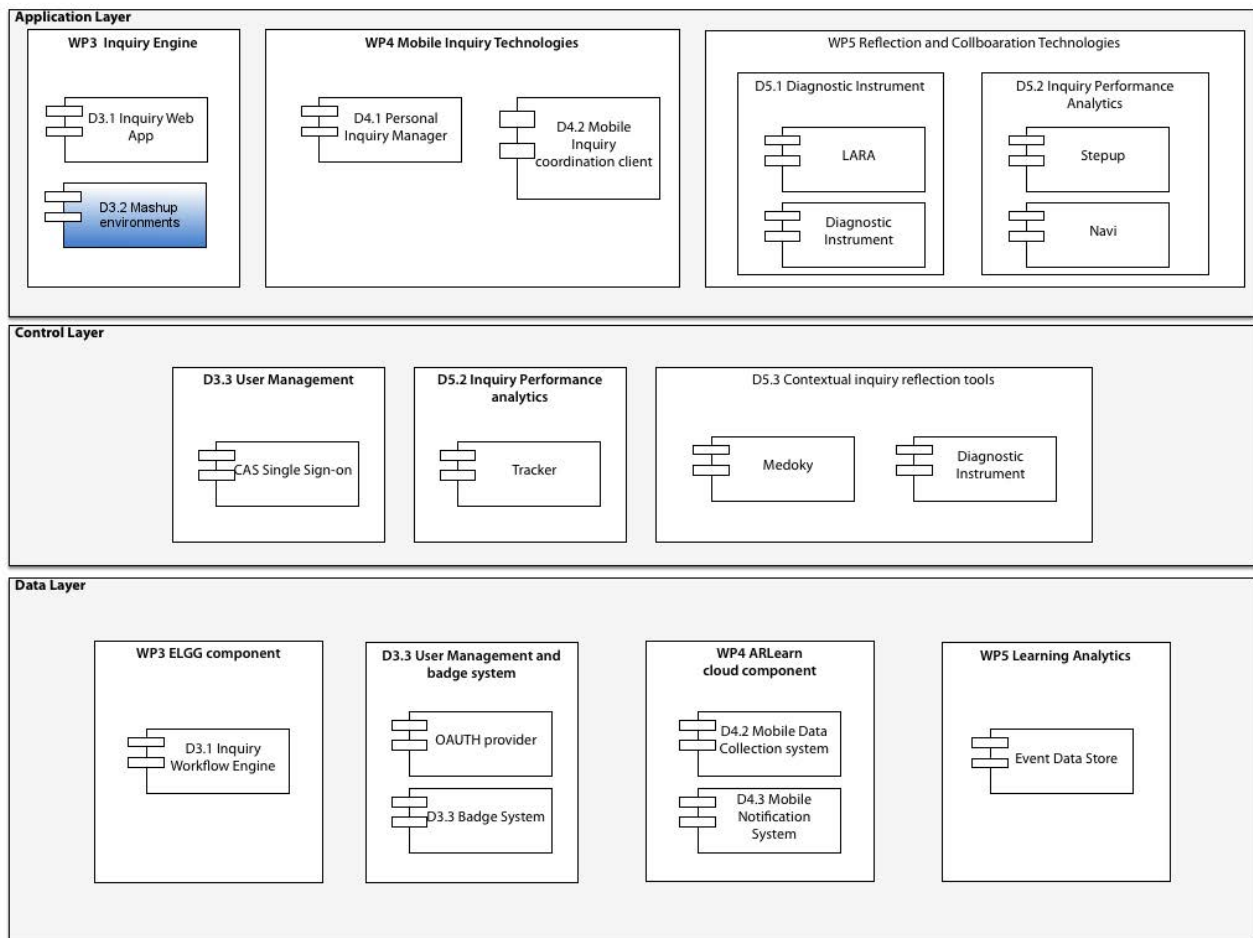 Application Layer
WP3 Inquiry Engine
D3.1 Inquiry Web
App
D3.2 Mashup
environments
WP4 Mobile Inquiry Technologies
D4.1 Personal
Inquiry Manager
D4.2 Mobile
Inquiry
coordination client
WP5 Reflection and Collboaration Technologies
D5.1 Diagnostic Instrument
LARA
Diagnostic
Instrument
D5.2 Inquiry Performance
Analytics
Stepup
Navi
Control Layer
D3.3 User Management
CAS Single Sign-on
D5.2 Inquiry Performance
analytics
Tracker
D5.3 Contextual inquiry reflection tools
Medoky
Diagnostic
Instrument
Data Layer
WP3 ELGG component
D3.1 Inquiry
Workflow Engine
D3.3 User Management and
badge system
OAUTH provider
D3.3 Badge System
WP4 ARLearn
cloud component
D4.2 Mobile Data
Collection system
D4.3 Mobile
Notification
System
WP5 Learning Analytics
Event Data Store